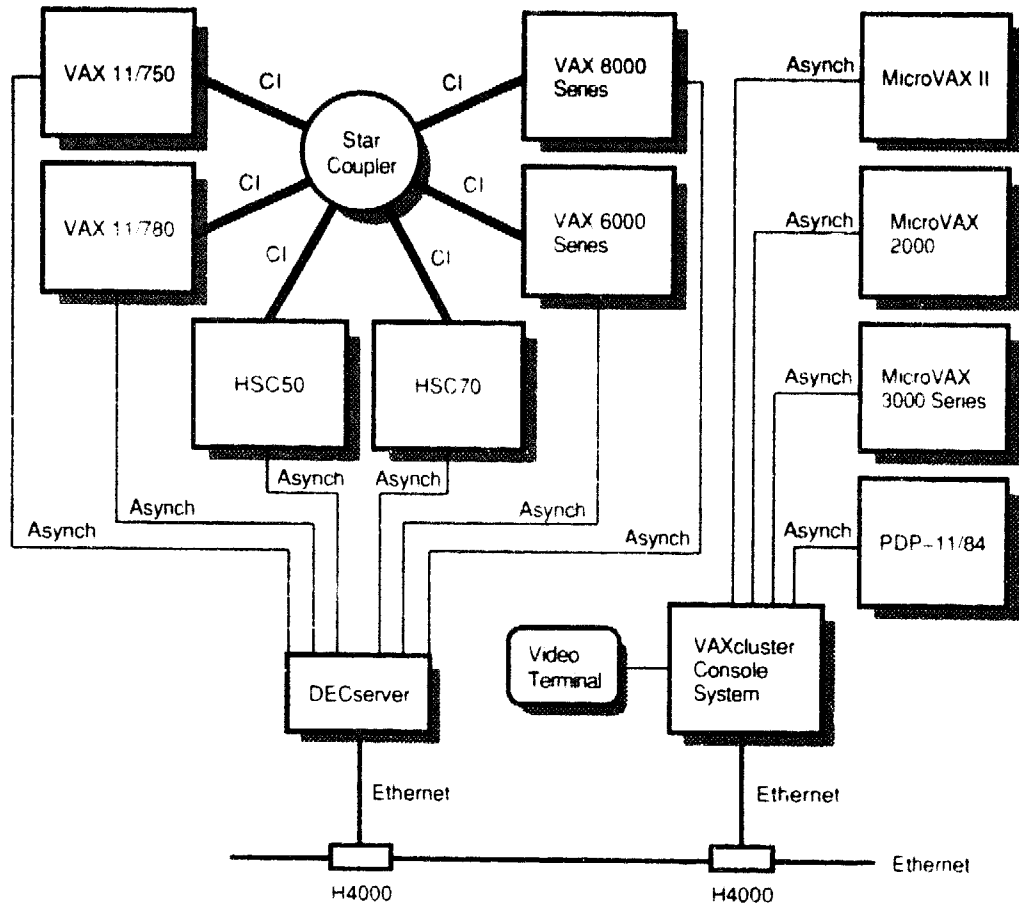 VAX 11/750
CI
Star
Coupler
CI
VAX 8000
Series
Asynch
MicroVAX II
VAX 11/780
CI
CI
VAX 6000
Series
Asynch
MicroVAX
2000
CI
CI
HSC50
HSC70
Asynch
MicroVAX
3000 Series
Asynch
Asynch
Asynch
Asynch
Asynch
Asynch
Asynch
PDP-11/84
DECserver
Video
Terminal
VAXcluster
Console
System
Ethernet
Ethernet
Ethernet
H4000
H4000